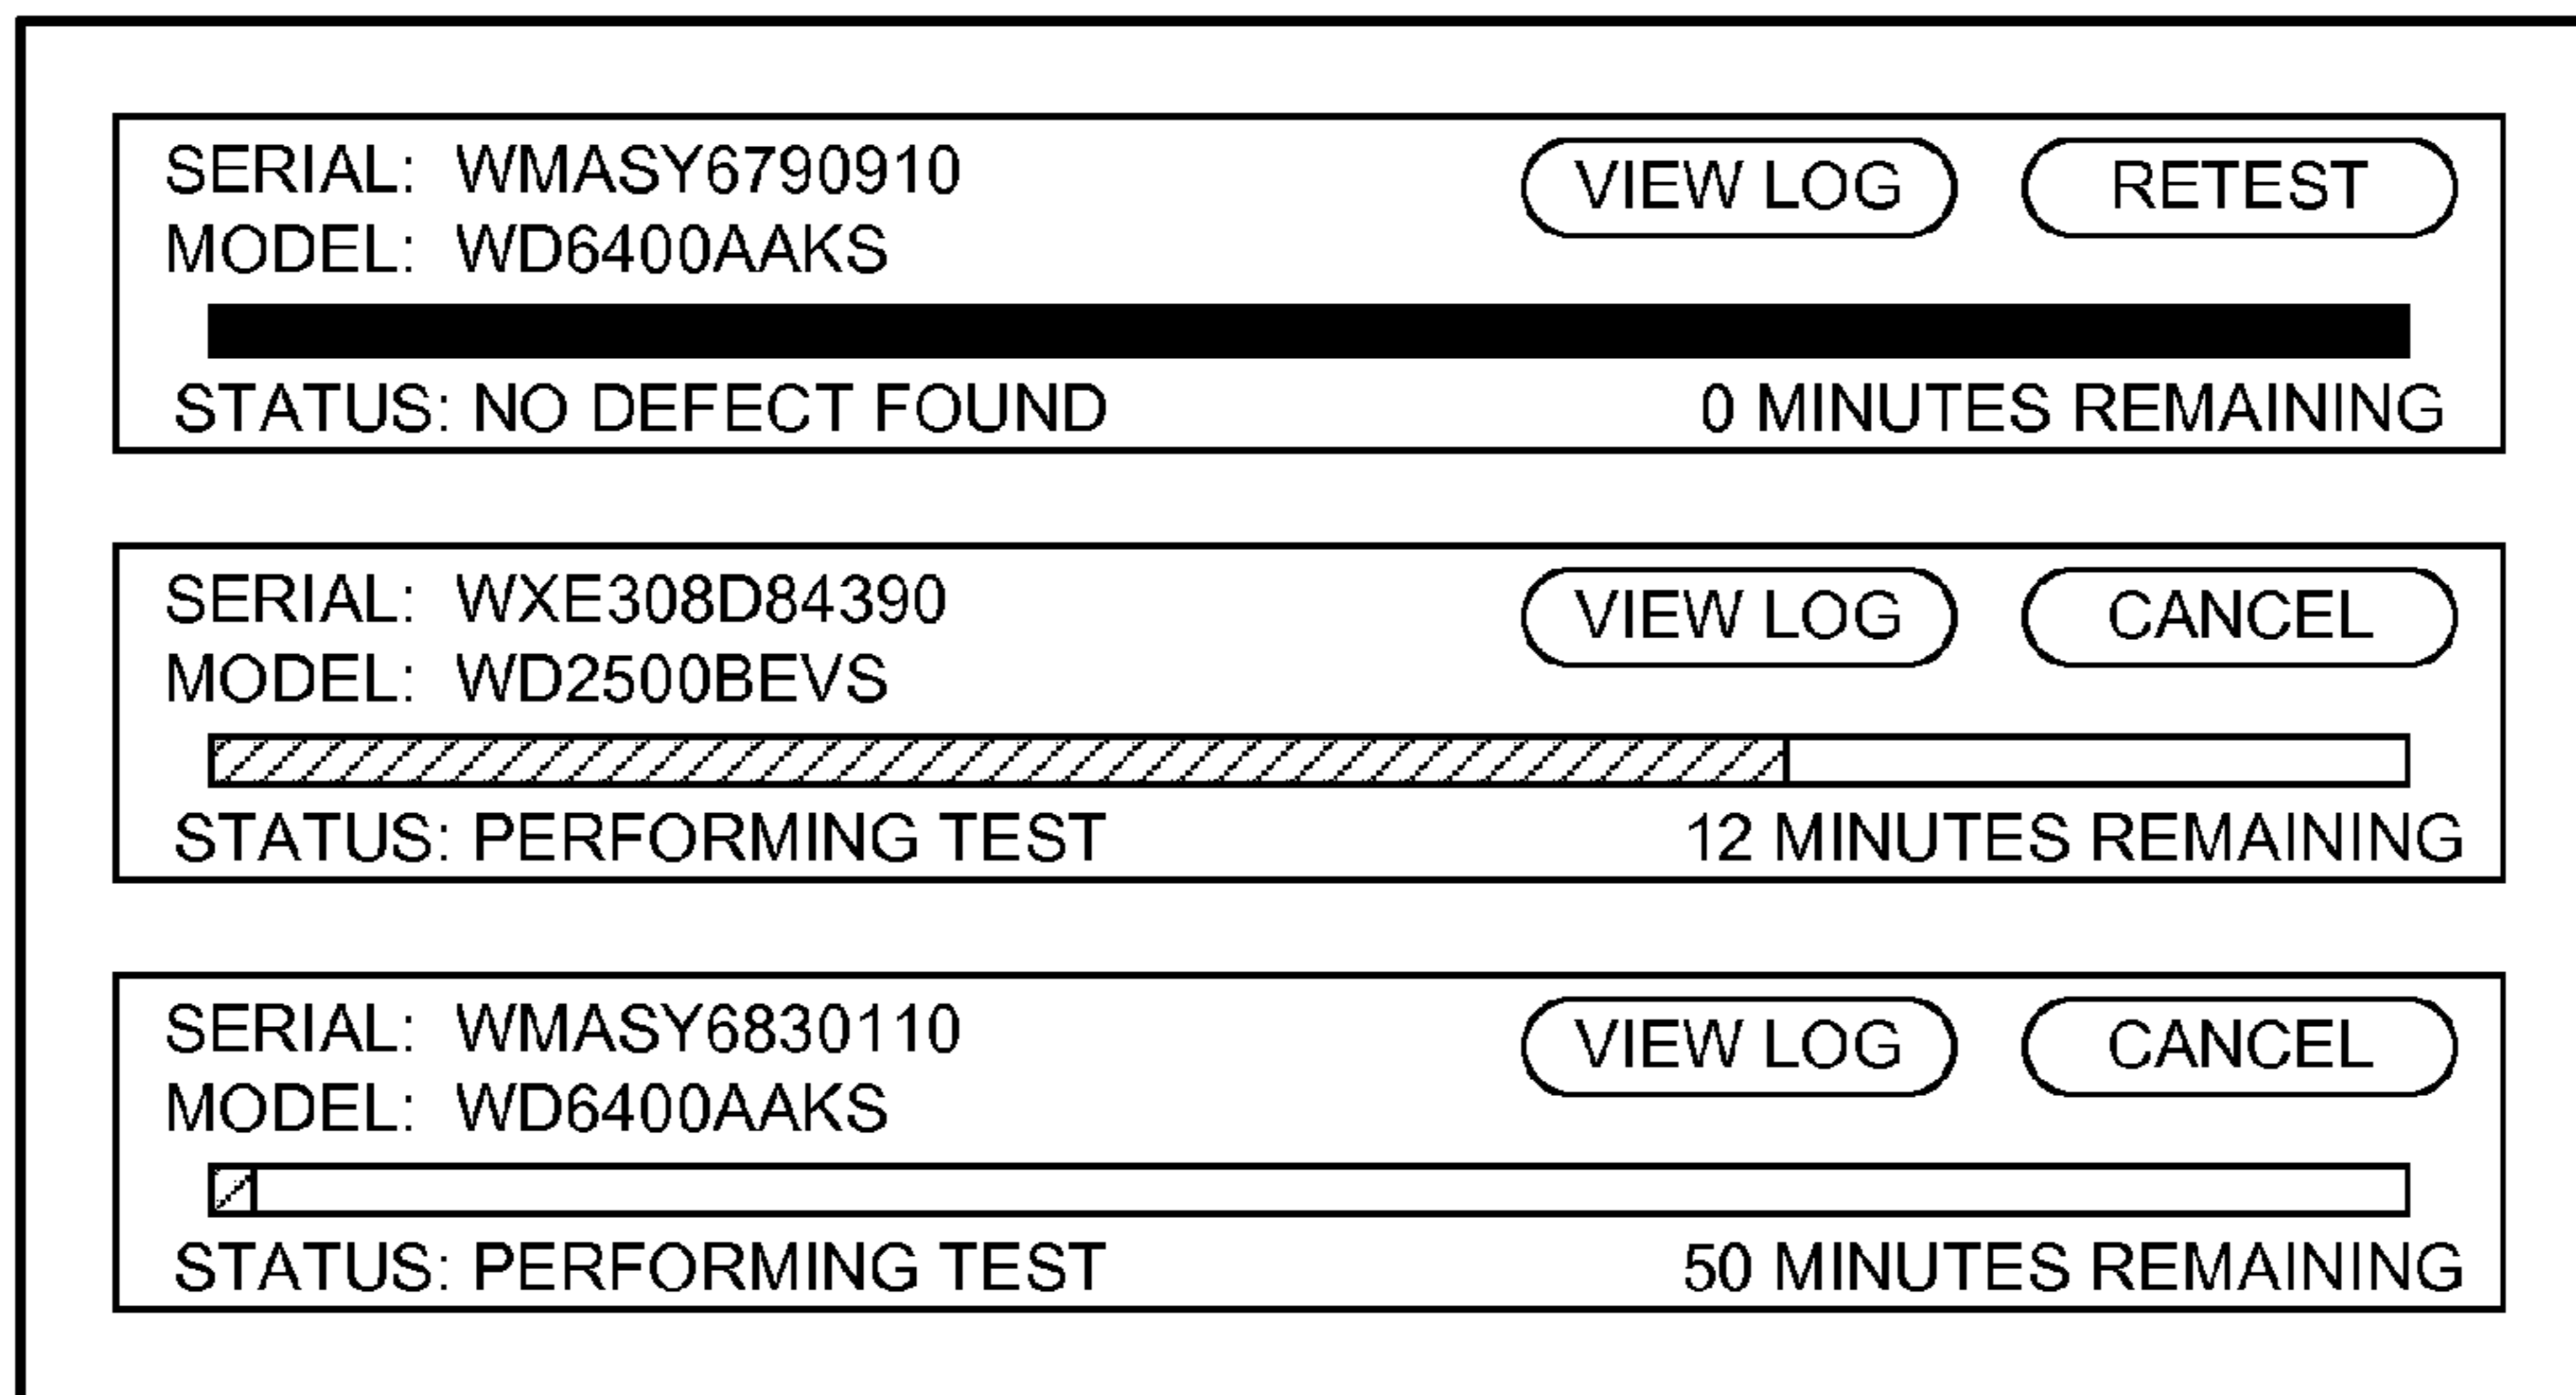 SERIAL: WMASY6790910 VIEW LOG RETEST
MODEL: WD6400AAKS
STATUS: NO DEFECT FOUND 0 MINUTES REMAINING
SERIAL: WXE308D84390 VIEW LOG CANCEL
MODEL: WD2500BEVS
STATUS: PERFORMING TEST 12 MINUTES REMAINING
SERIAL: WMASY6830110 VIEW LOG CANCEL
MODEL: WD6400AAKS
STATUS: PERFORMING TEST 50 MINUTES REMAINING